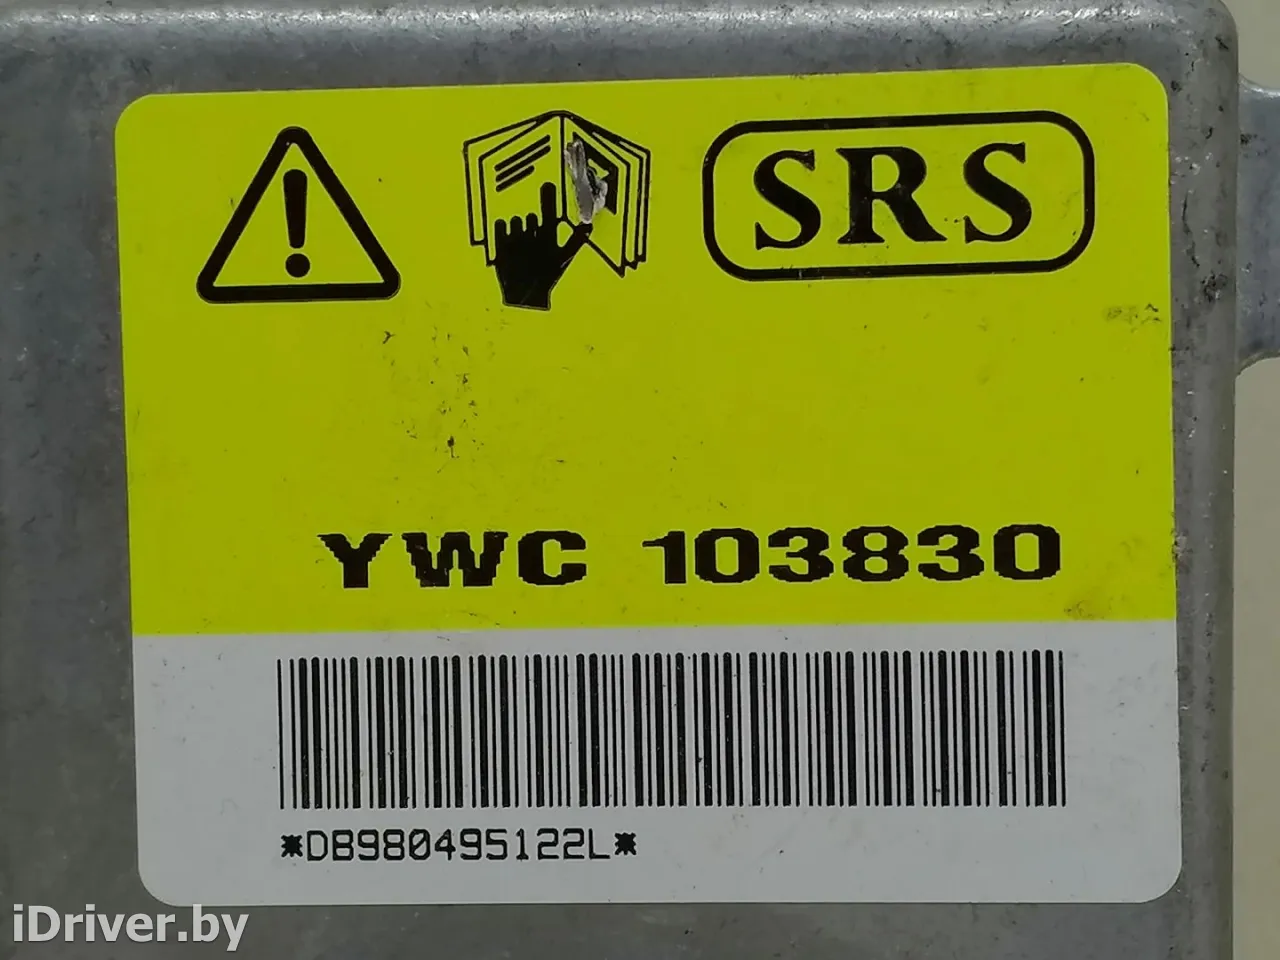 SRS
YWC 103830
*DB980495122L*
iDriver.by